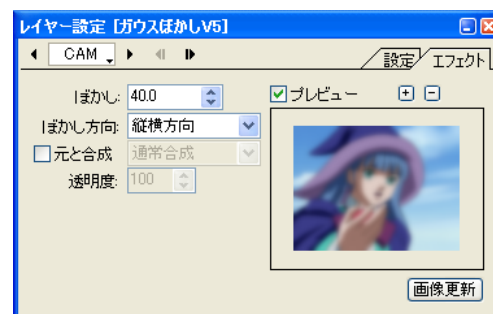 レイヤー設定 [ガウスぼかしV5]
CAM
設定 エフェクト
ぼかし: 40.0
プレビュー
ぼかし方向: 縦横方向
元と合成 通常合成
透明度: 100
画像更新